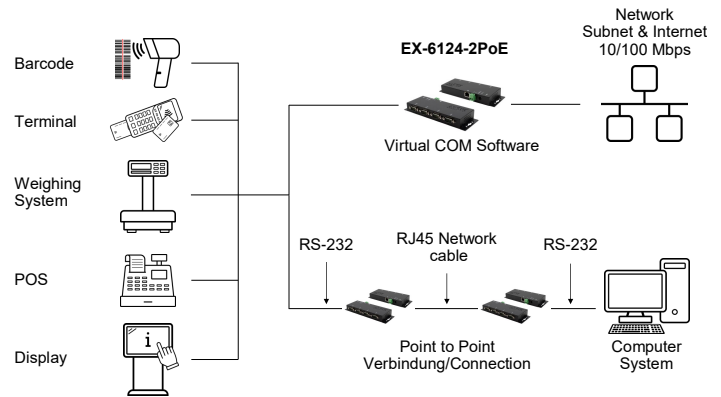 Network
Subnet & Internet
10/100 Mbps
EX-6124-2PoE
Virtual COM Software
Barcode
Terminal
Weighing
System
POS
Display
i
RS-232
RJ45 Network
cable
RS-232
Point to Point
Verbindung/Connection
Computer
System